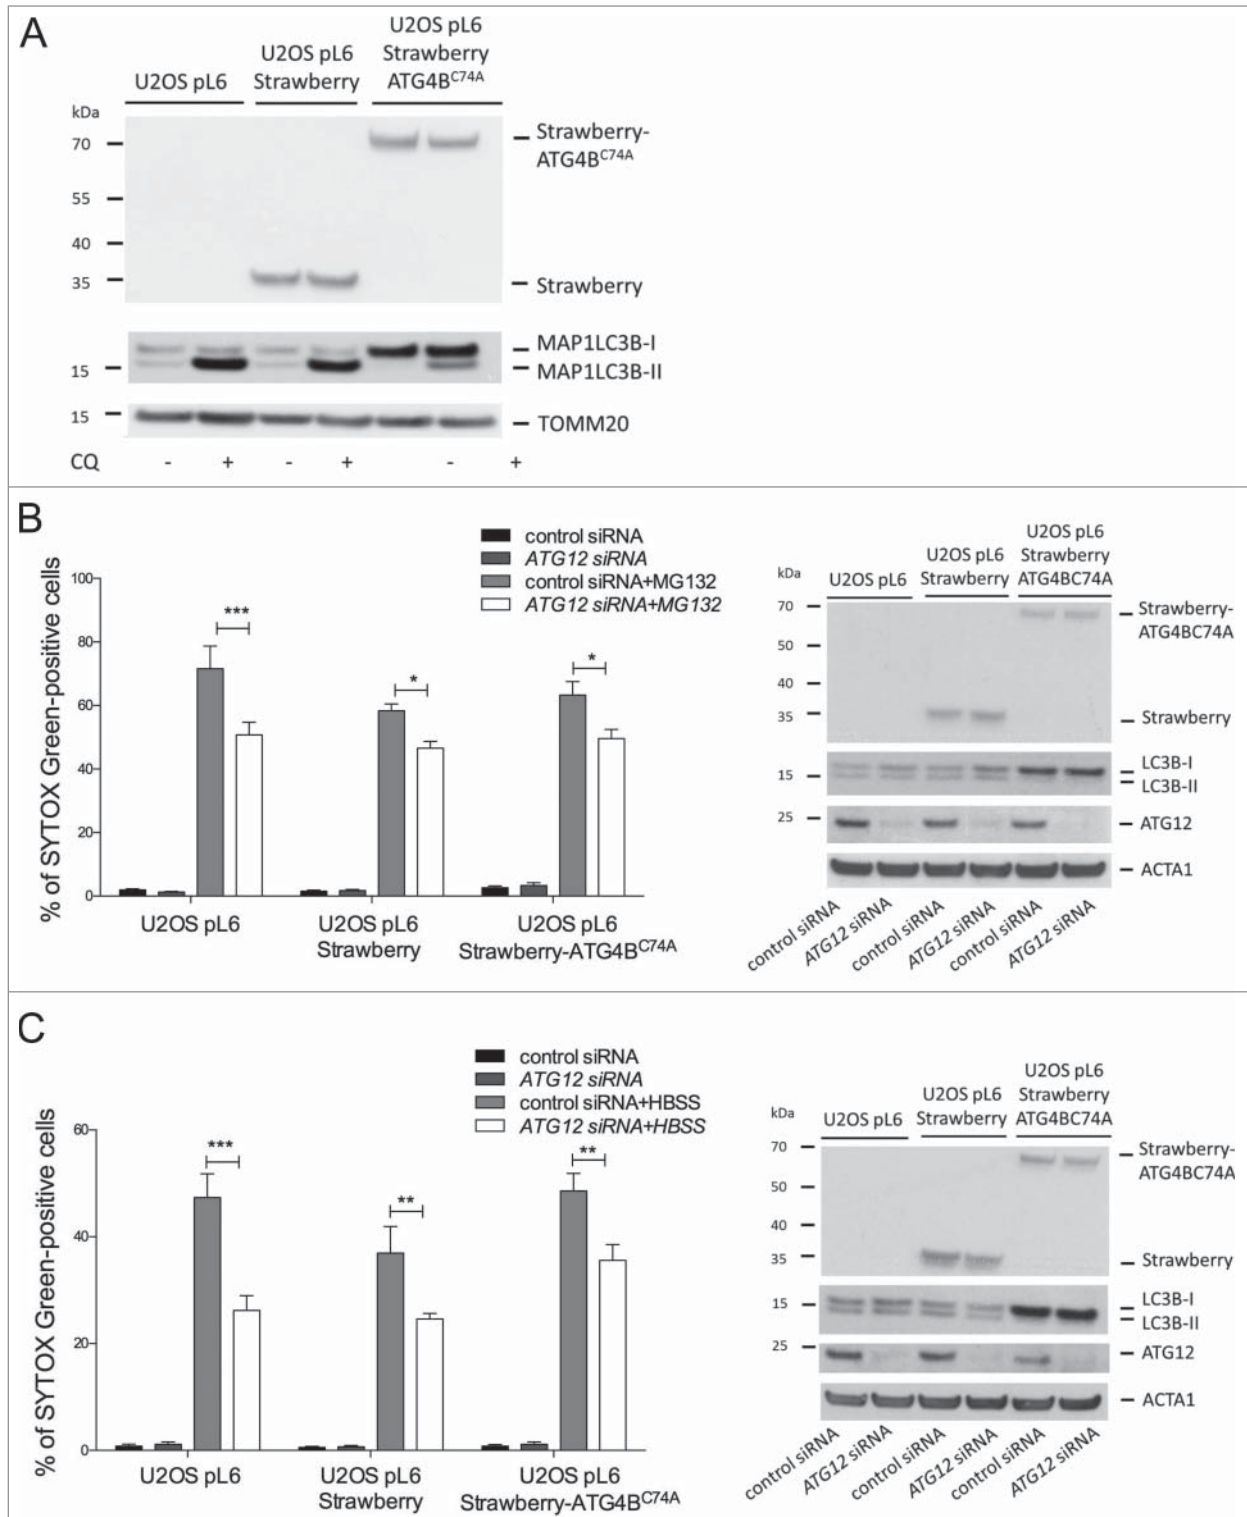 A
U2OS pL6
U2OS pL6
Strawberry
U2OS pL6
Strawberry
ATG4B^C74A
kDa
70
55
40
35
Strawberry-
ATG4B^C74A
Strawberry
15
MAP1LC3B-I
MAP1LC3B-II
15
TOMM20
CQ - + - + - +
B
control siRNA
ATG12 siRNA
control siRNA+MG132
ATG12 siRNA+MG132
% of SYTOX Green-positive cells
100
80
60
40
20
0
***
*
*
U2OS pL6
U2OS pL6
Strawberry
U2OS pL6
Strawberry-ATG4B^C74A
U2OS pL6
U2OS pL6
Strawberry
U2OS pL6
Strawberry
ATG4BC74A
kDa
70
50
40
35
Strawberry-
ATG4BC74A
Strawberry
15
LC3B-I
LC3B-II
25
ATG12
ACTA1
control siRNA
ATG12 siRNA
control siRNA
ATG12 siRNA
control siRNA
ATG12 siRNA
C
control siRNA
ATG12 siRNA
control siRNA+HBSS
ATG12 siRNA+HBSS
% of SYTOX Green-positive cells
60
40
20
0
***
**
**
U2OS pL6
U2OS pL6
Strawberry
U2OS pL6
Strawberry-ATG4B^C74A
U2OS pL6
U2OS pL6
Strawberry
U2OS pL6
Strawberry
ATG4BC74A
kDa
70
50
40
35
Strawberry-
ATG4BC74A
Strawberry
15
LC3B-I
LC3B-II
25
ATG12
ACTA1
control siRNA
ATG12 siRNA
control siRNA
ATG12 siRNA
control siRNA
ATG12 siRNA